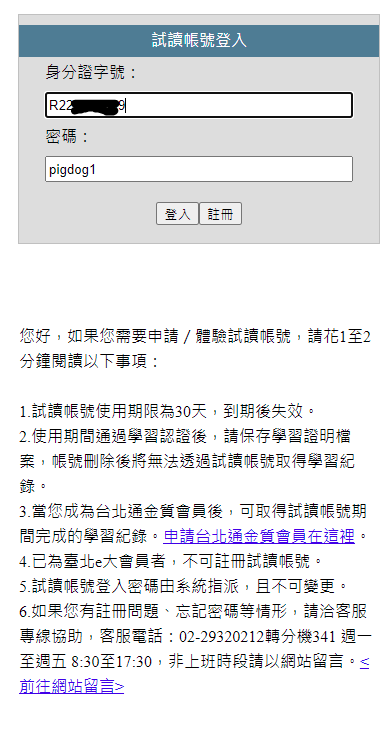 試讀帳號登入
身分證字號：
R22 9
密碼：
pigdog1
登入 註冊
您好，如果您需要申請／體驗試讀帳號，請花1至2
分鐘閱讀以下事項：
1.試讀帳號使用期限為30天，到期後失效。
2.使用期間通過學習認證後，請保存學習證明檔
案，帳號刪除後將無法透過試讀帳號取得學習紀
錄。
3.當您成為台北通金質會員後，可取得試讀帳號期
間完成的學習紀錄。申請台北通金質會員在這裡。
4.已為臺北e大會員者，不可註冊試讀帳號。
5.試讀帳號登入密碼由系統指派，且不可變更。
6.如果您有註冊問題、忘記密碼等情形，請洽客服
專線協助，客服電話：02-29320212轉分機341 週一
至週五 8:30至17:30，非上班時段請以網站留言。<
前往網站留言>